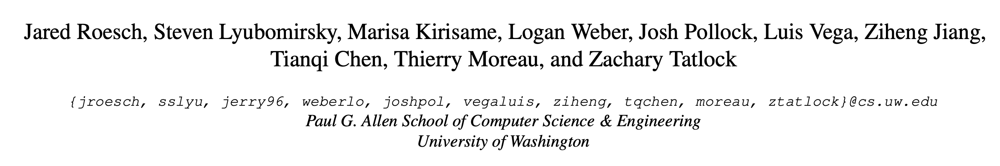 Jared Roesch, Steven Lyubomirsky, Marisa Kirisame, Logan Weber, Josh Pollock, Luis Vega, Ziheng Jiang,
Tianqi Chen, Thierry Moreau, and Zachary Tatlock
{jroesch, sslyu, jerry96, weberlo, joshpol, vegaluis, ziheng, tqchen, moreau, ztatlock}@cs.uw.edu
Paul G. Allen School of Computer Science & Engineering
University of Washington